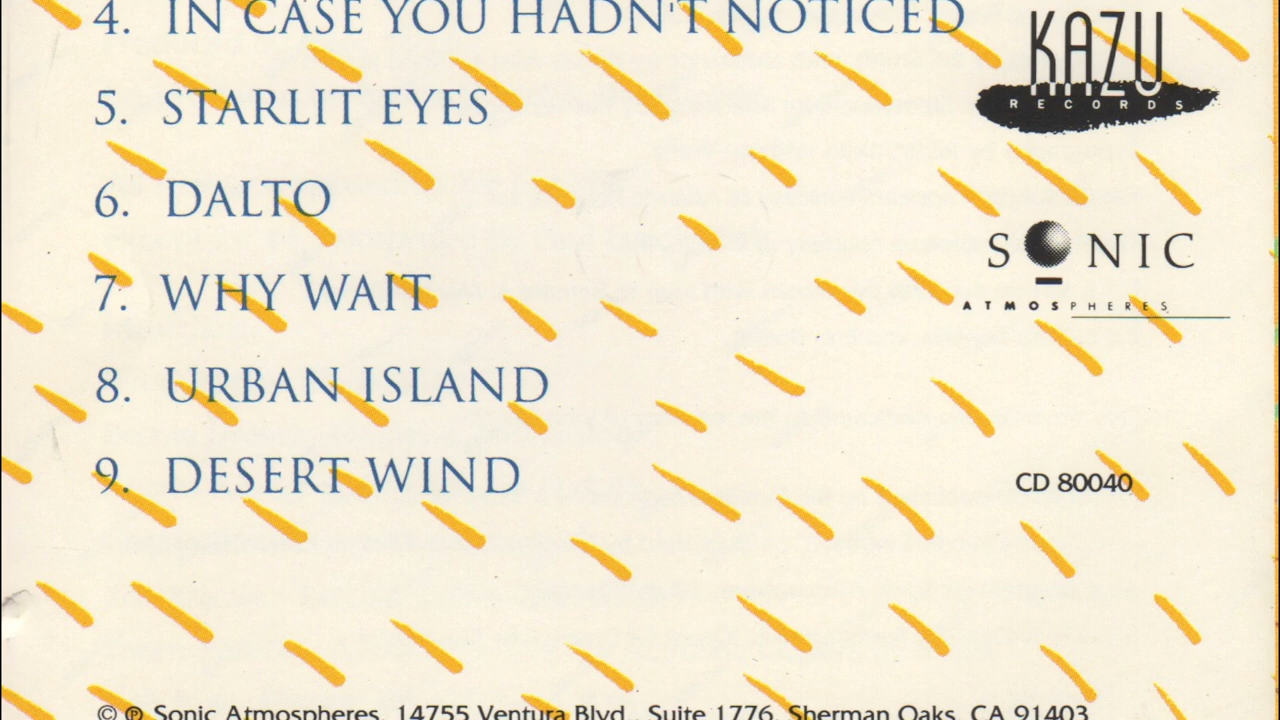 4. IN CASE YOU HADN'T NOTICED
5. STARLIT EYES
6. DALTO
7. WHY WAIT
8. URBAN ISLAND
9. DESERT WIND
KAZU
RECORDS
SONIC
ATMOSPHERES
CD 80040
© ℗ Sonic Atmospheres, 14755 Ventura Blvd., Suite 1776, Sherman Oaks, CA 91403